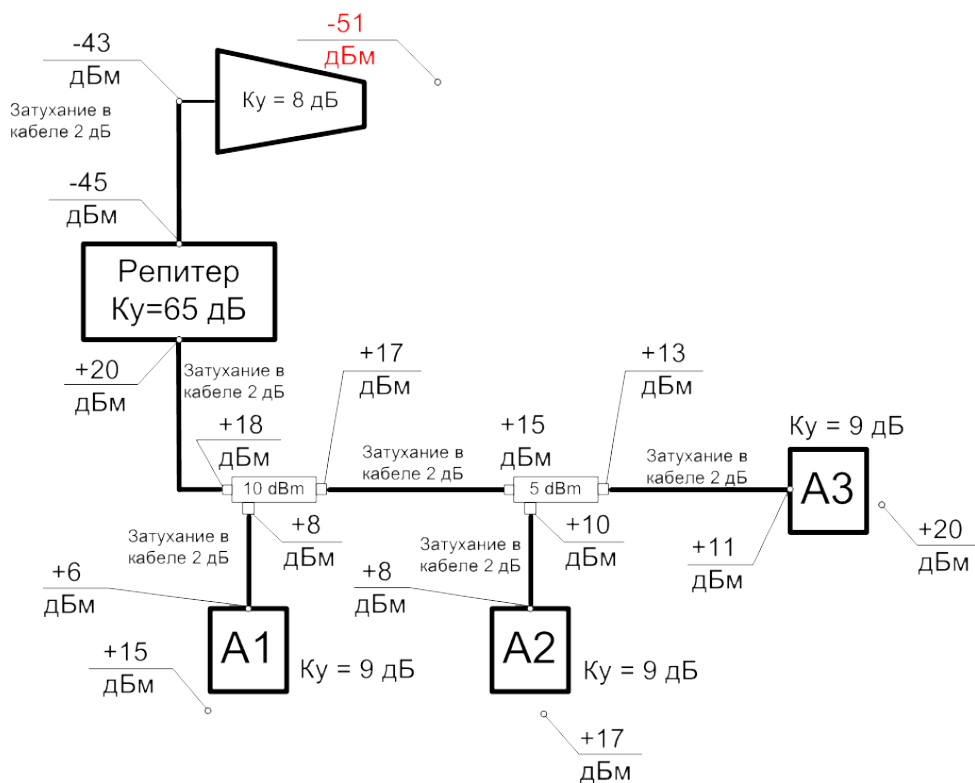 -51
дБм
-43
дБм
Ку = 8 дБ
Затухание в
кабеле 2 дБ
-45
дБм
Репитер
Ку=65 дБ
+20
дБм
Затухание в
кабеле 2 дБ
+17
дБм
+13
дБм
+18
дБм
+15
дБм
Ку = 9 дБ
Затухание в
кабеле 2 дБ
Затухание в
кабеле 2 дБ
10 dBm
5 dBm
А3
+8
дБм
+10
дБм
+11
дБм
+20
дБм
Затухание в
кабеле 2 дБ
Затухание в
кабеле 2 дБ
+6
дБм
+8
дБм
А1
Ку = 9 дБ
А2
Ку = 9 дБ
+15
дБм
+17
дБм